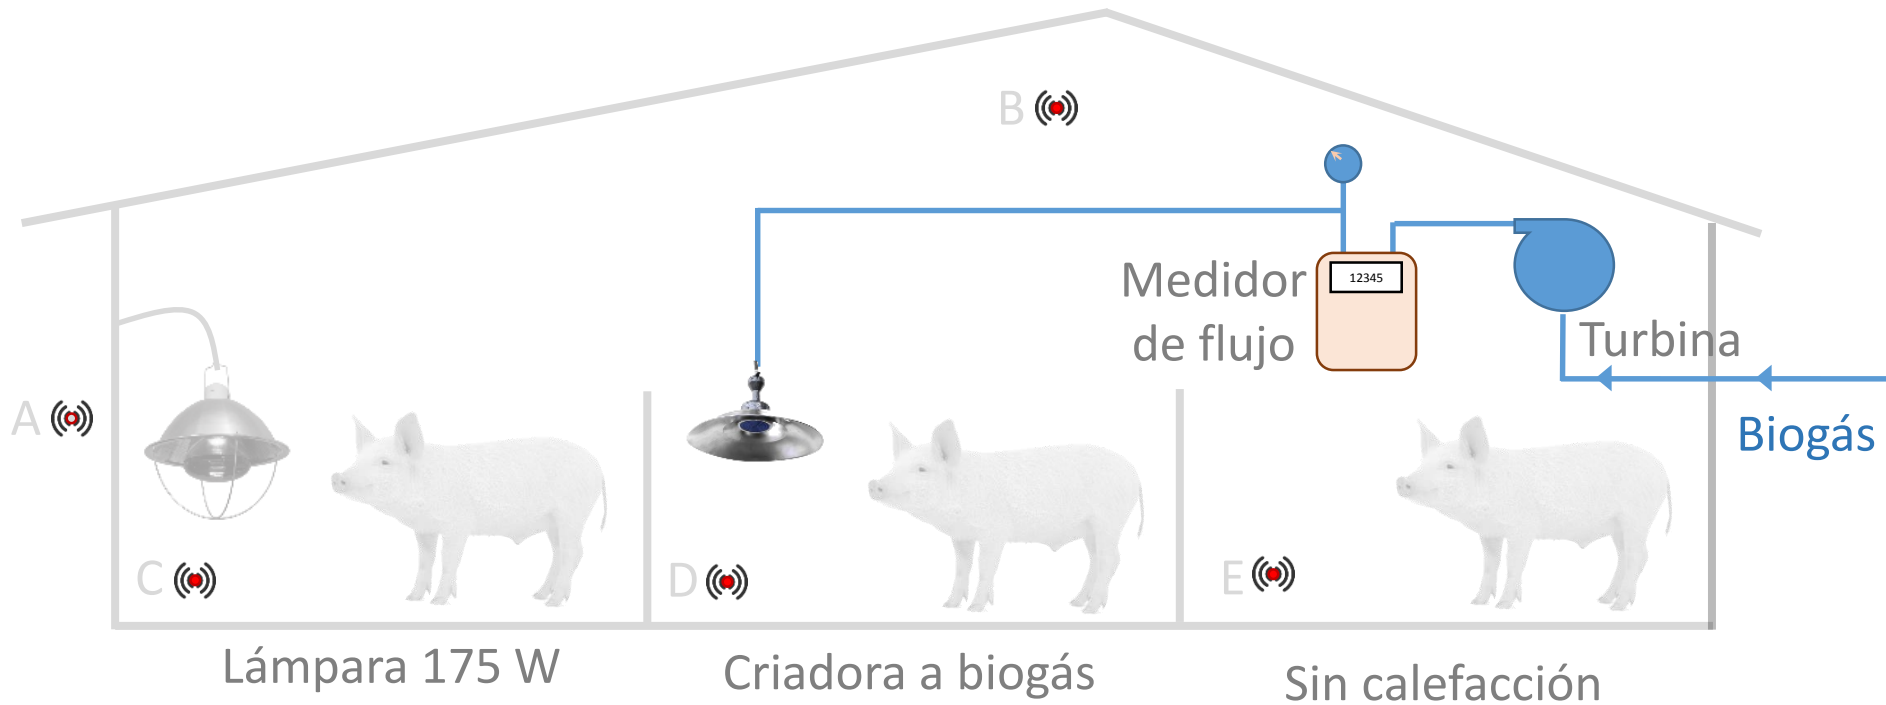 B
12345
Medidor
de flujo
Turbina
A
Biogás
C
D
E
Lámpara 175 W
Criadora a biogás
Sin calefacción